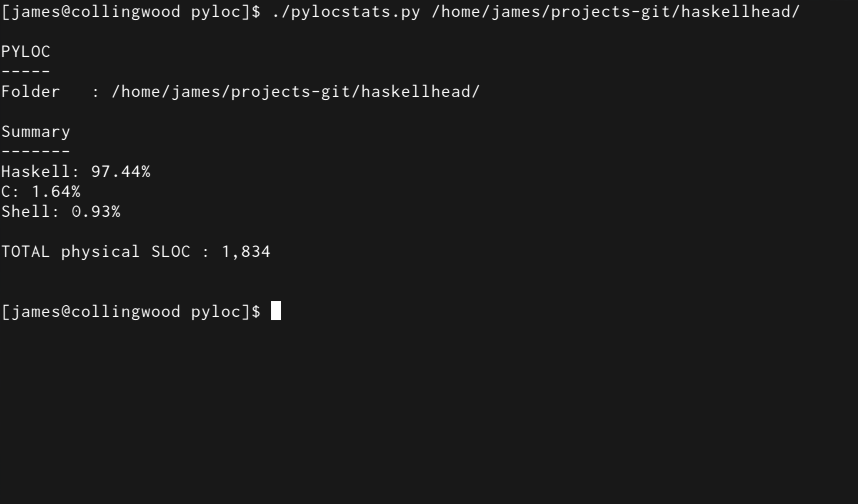 [james@collingwood pyloc]$ ./pylocstats.py /home/james/projects-git/haskellhead/
PYLOC
-----
Folder   : /home/james/projects-git/haskellhead/
Summary
-------
Haskell: 97.44%
C: 1.64%
Shell: 0.93%
TOTAL physical SLOC : 1,834
[james@collingwood pyloc]$